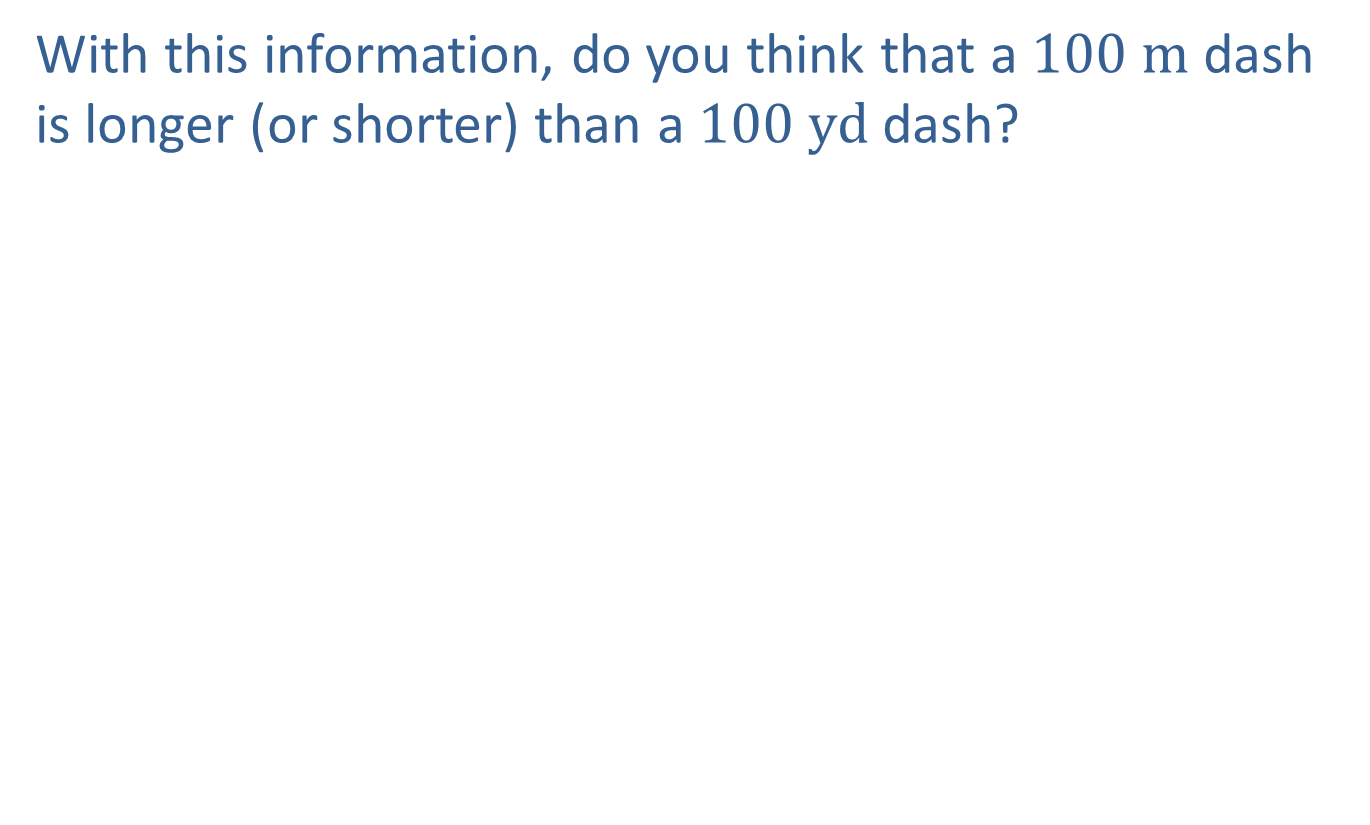 With this information, do you think that a 100 m dash
is longer (or shorter) than a 100 yd dash?